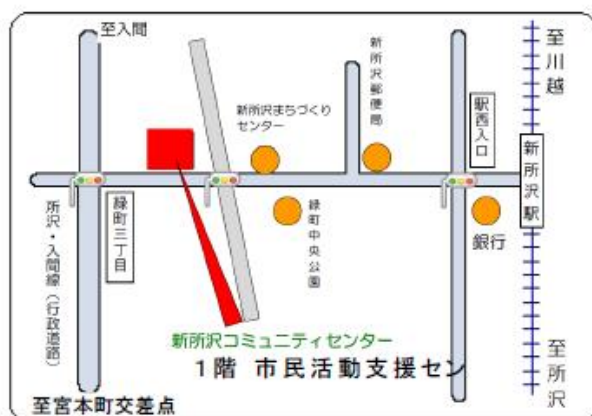 至入間
新所沢まちづくり
センター
新所沢郵便局
駅西入口
至川越
新所沢駅
緑町三丁目
所沢・入間線(行政道路)
緑町中央公園
銀行
新所沢コミュニティセンター
1階 市民活動支援セン
至宮本町交差点
至所沢